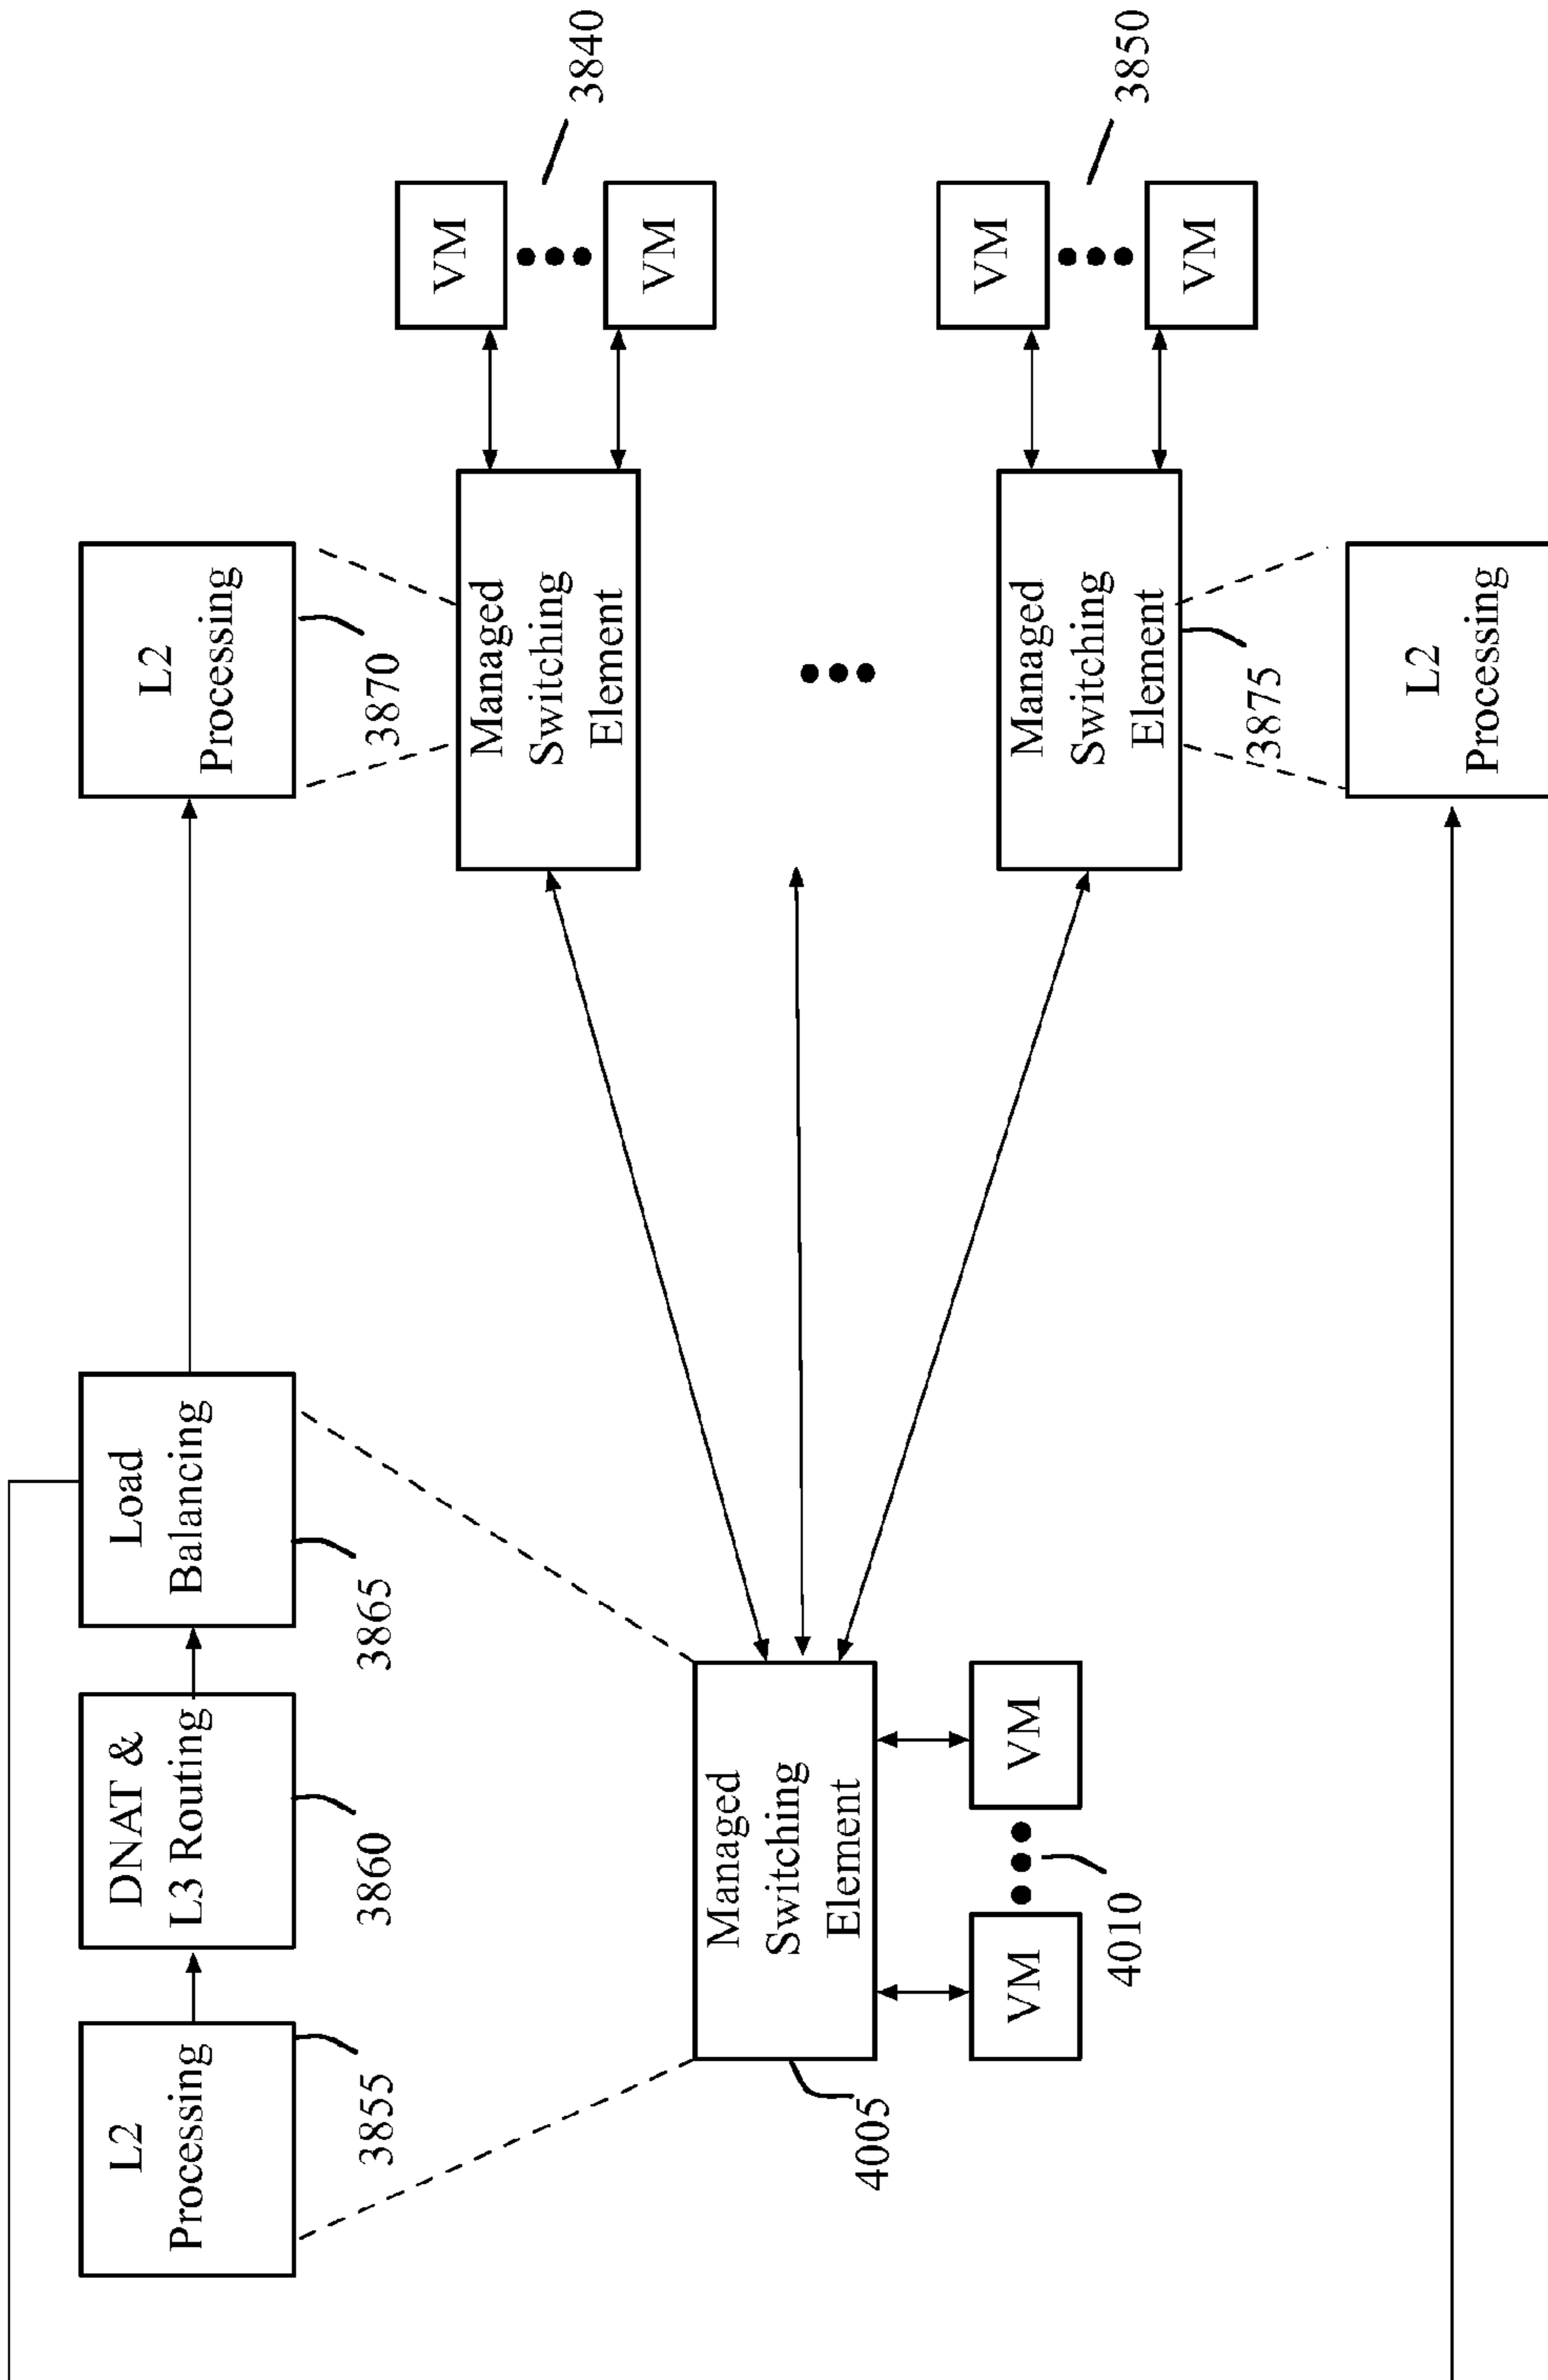 L2
Processing
3855
DNAT &
L3 Routing
3860
Load
Balancing
3865
L2
Processing
3870
Managed
Switching
Element
4005
VM
VM
4010
Managed
Switching
Element
VM
VM
3840
Managed
Switching
Element
3875
VM
VM
3850
L2
Processing